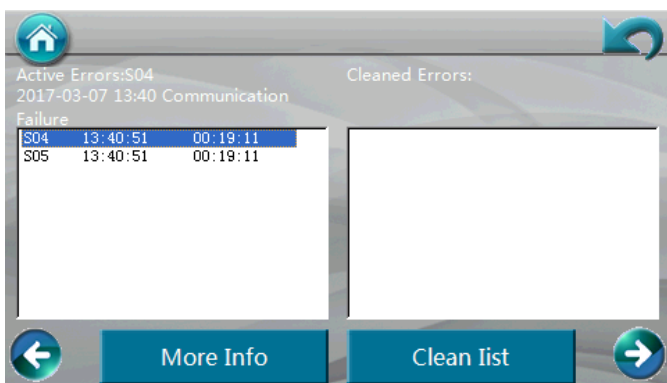 Active Errors:S04
2017-03-07 13:40 Communication
Failure
Cleaned Errors:
S04 13:40:51 00:19:11
S05 13:40:51 00:19:11
More Info
Clean Iist